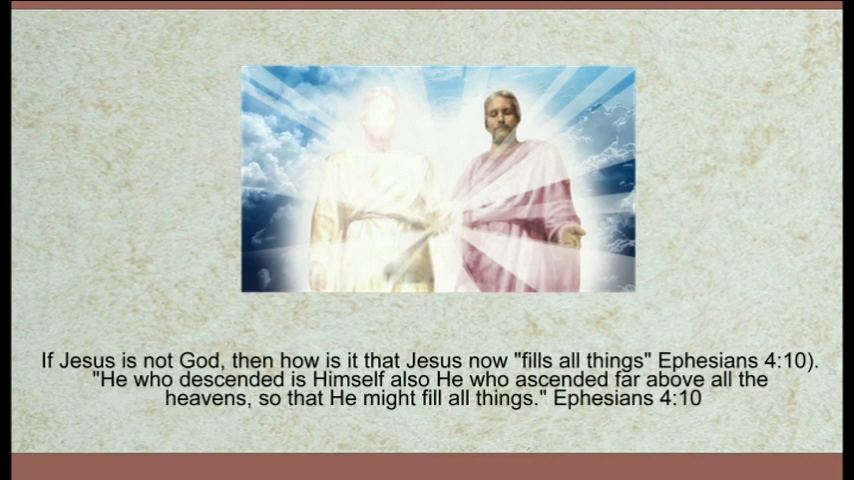 If Jesus is not God, then how is it that Jesus now "fills all things" Ephesians 4:10).
"He who descended is Himself also He who ascended far above all the
heavens, so that He might fill all things." Ephesians 4:10